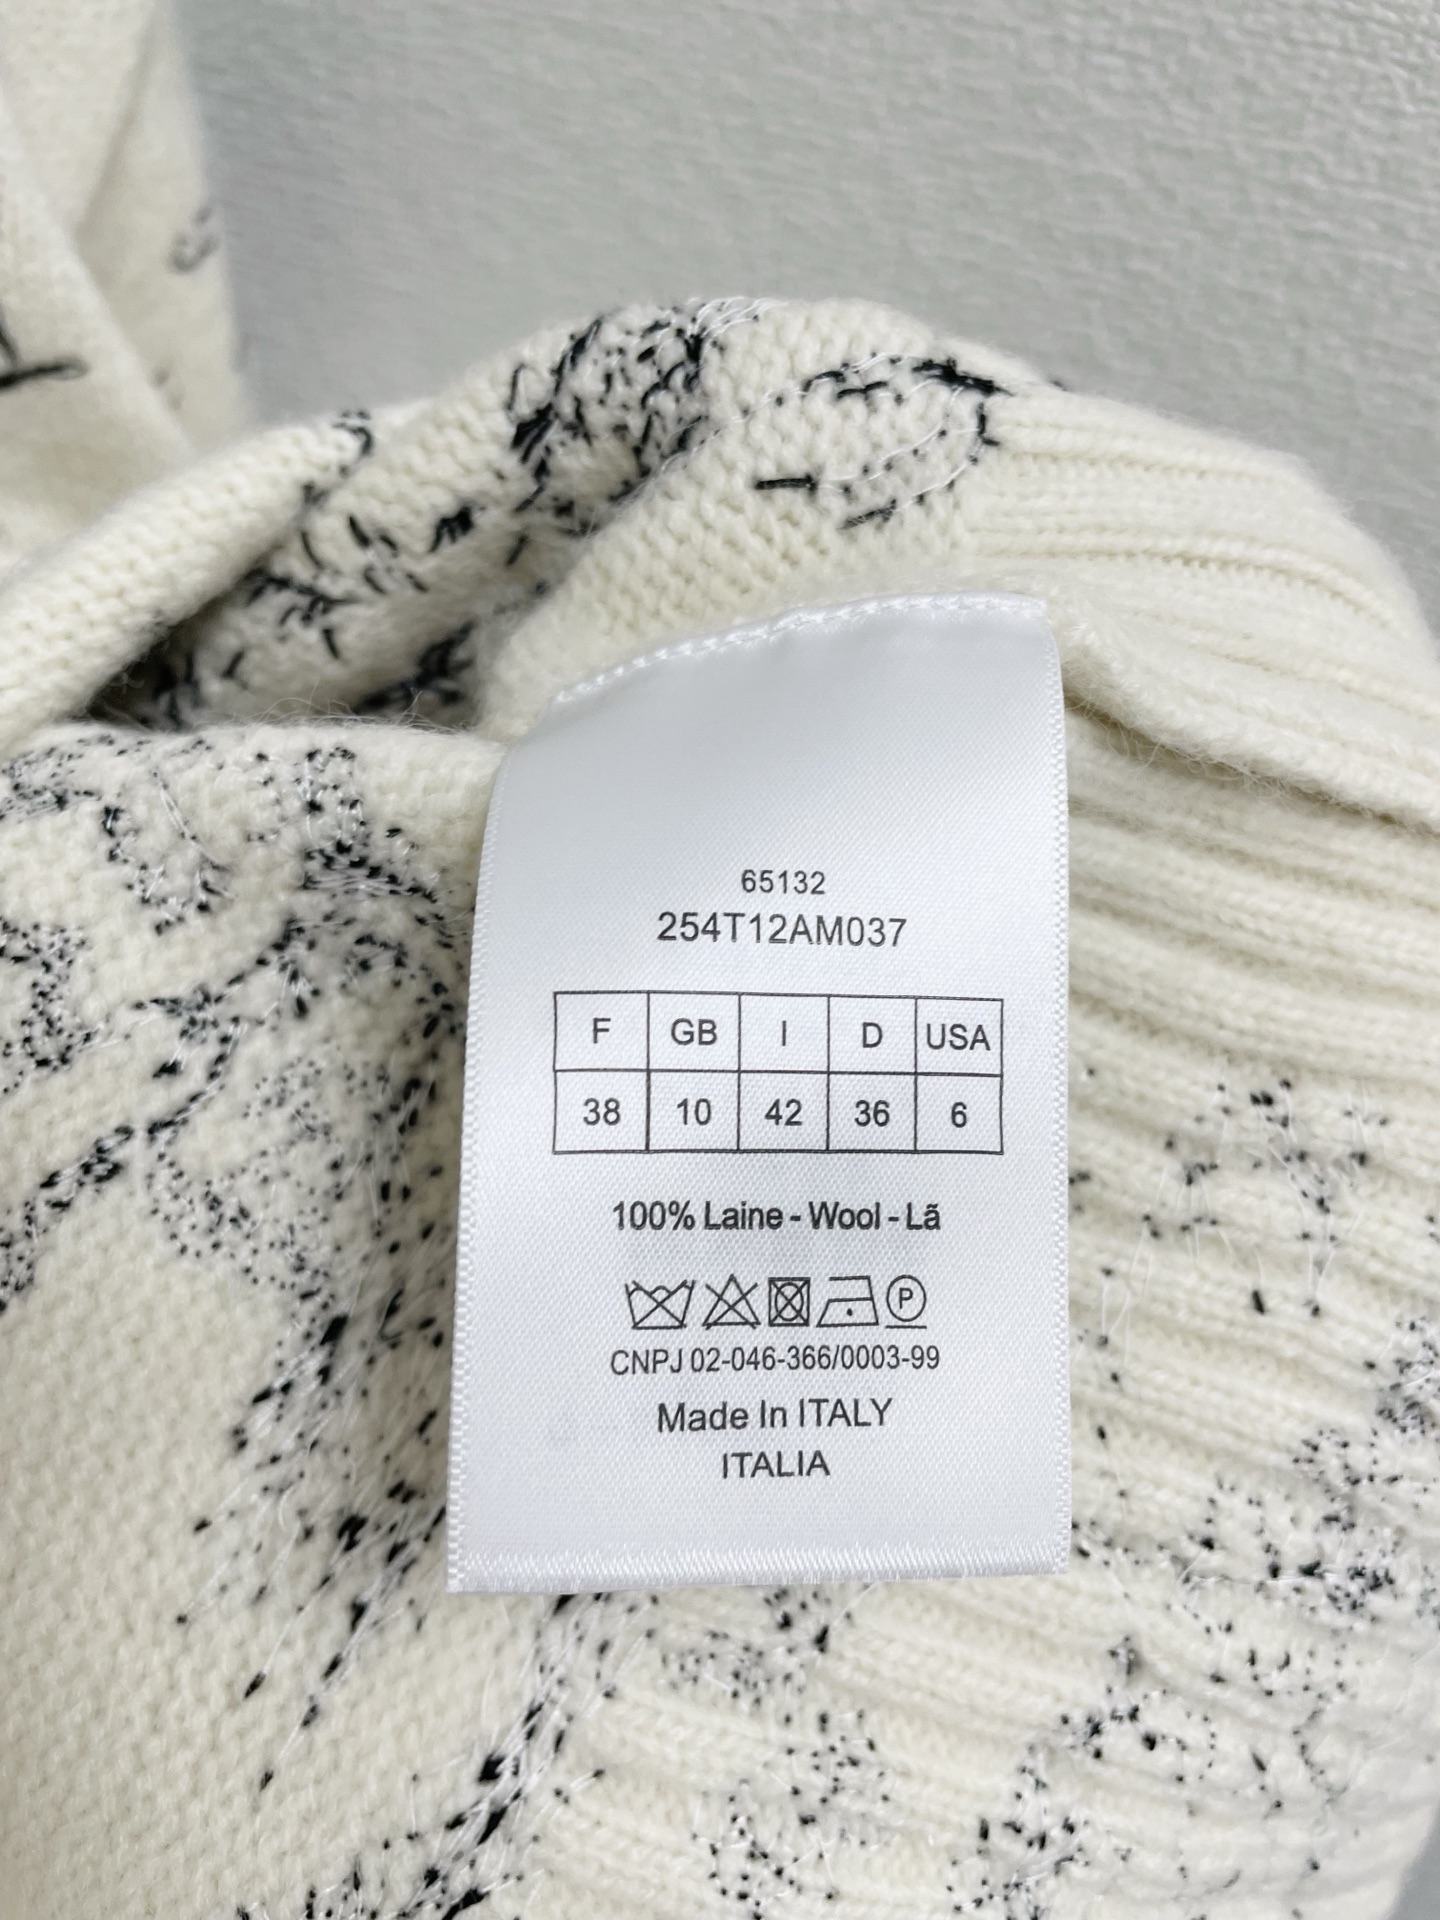 65132
254T12AM037
F GB I D USA
38 10 42 36 6
100% Laine - Wool - Lã
P
CNPJ 02-046-366/0003-99
Made In ITALY
ITALIA